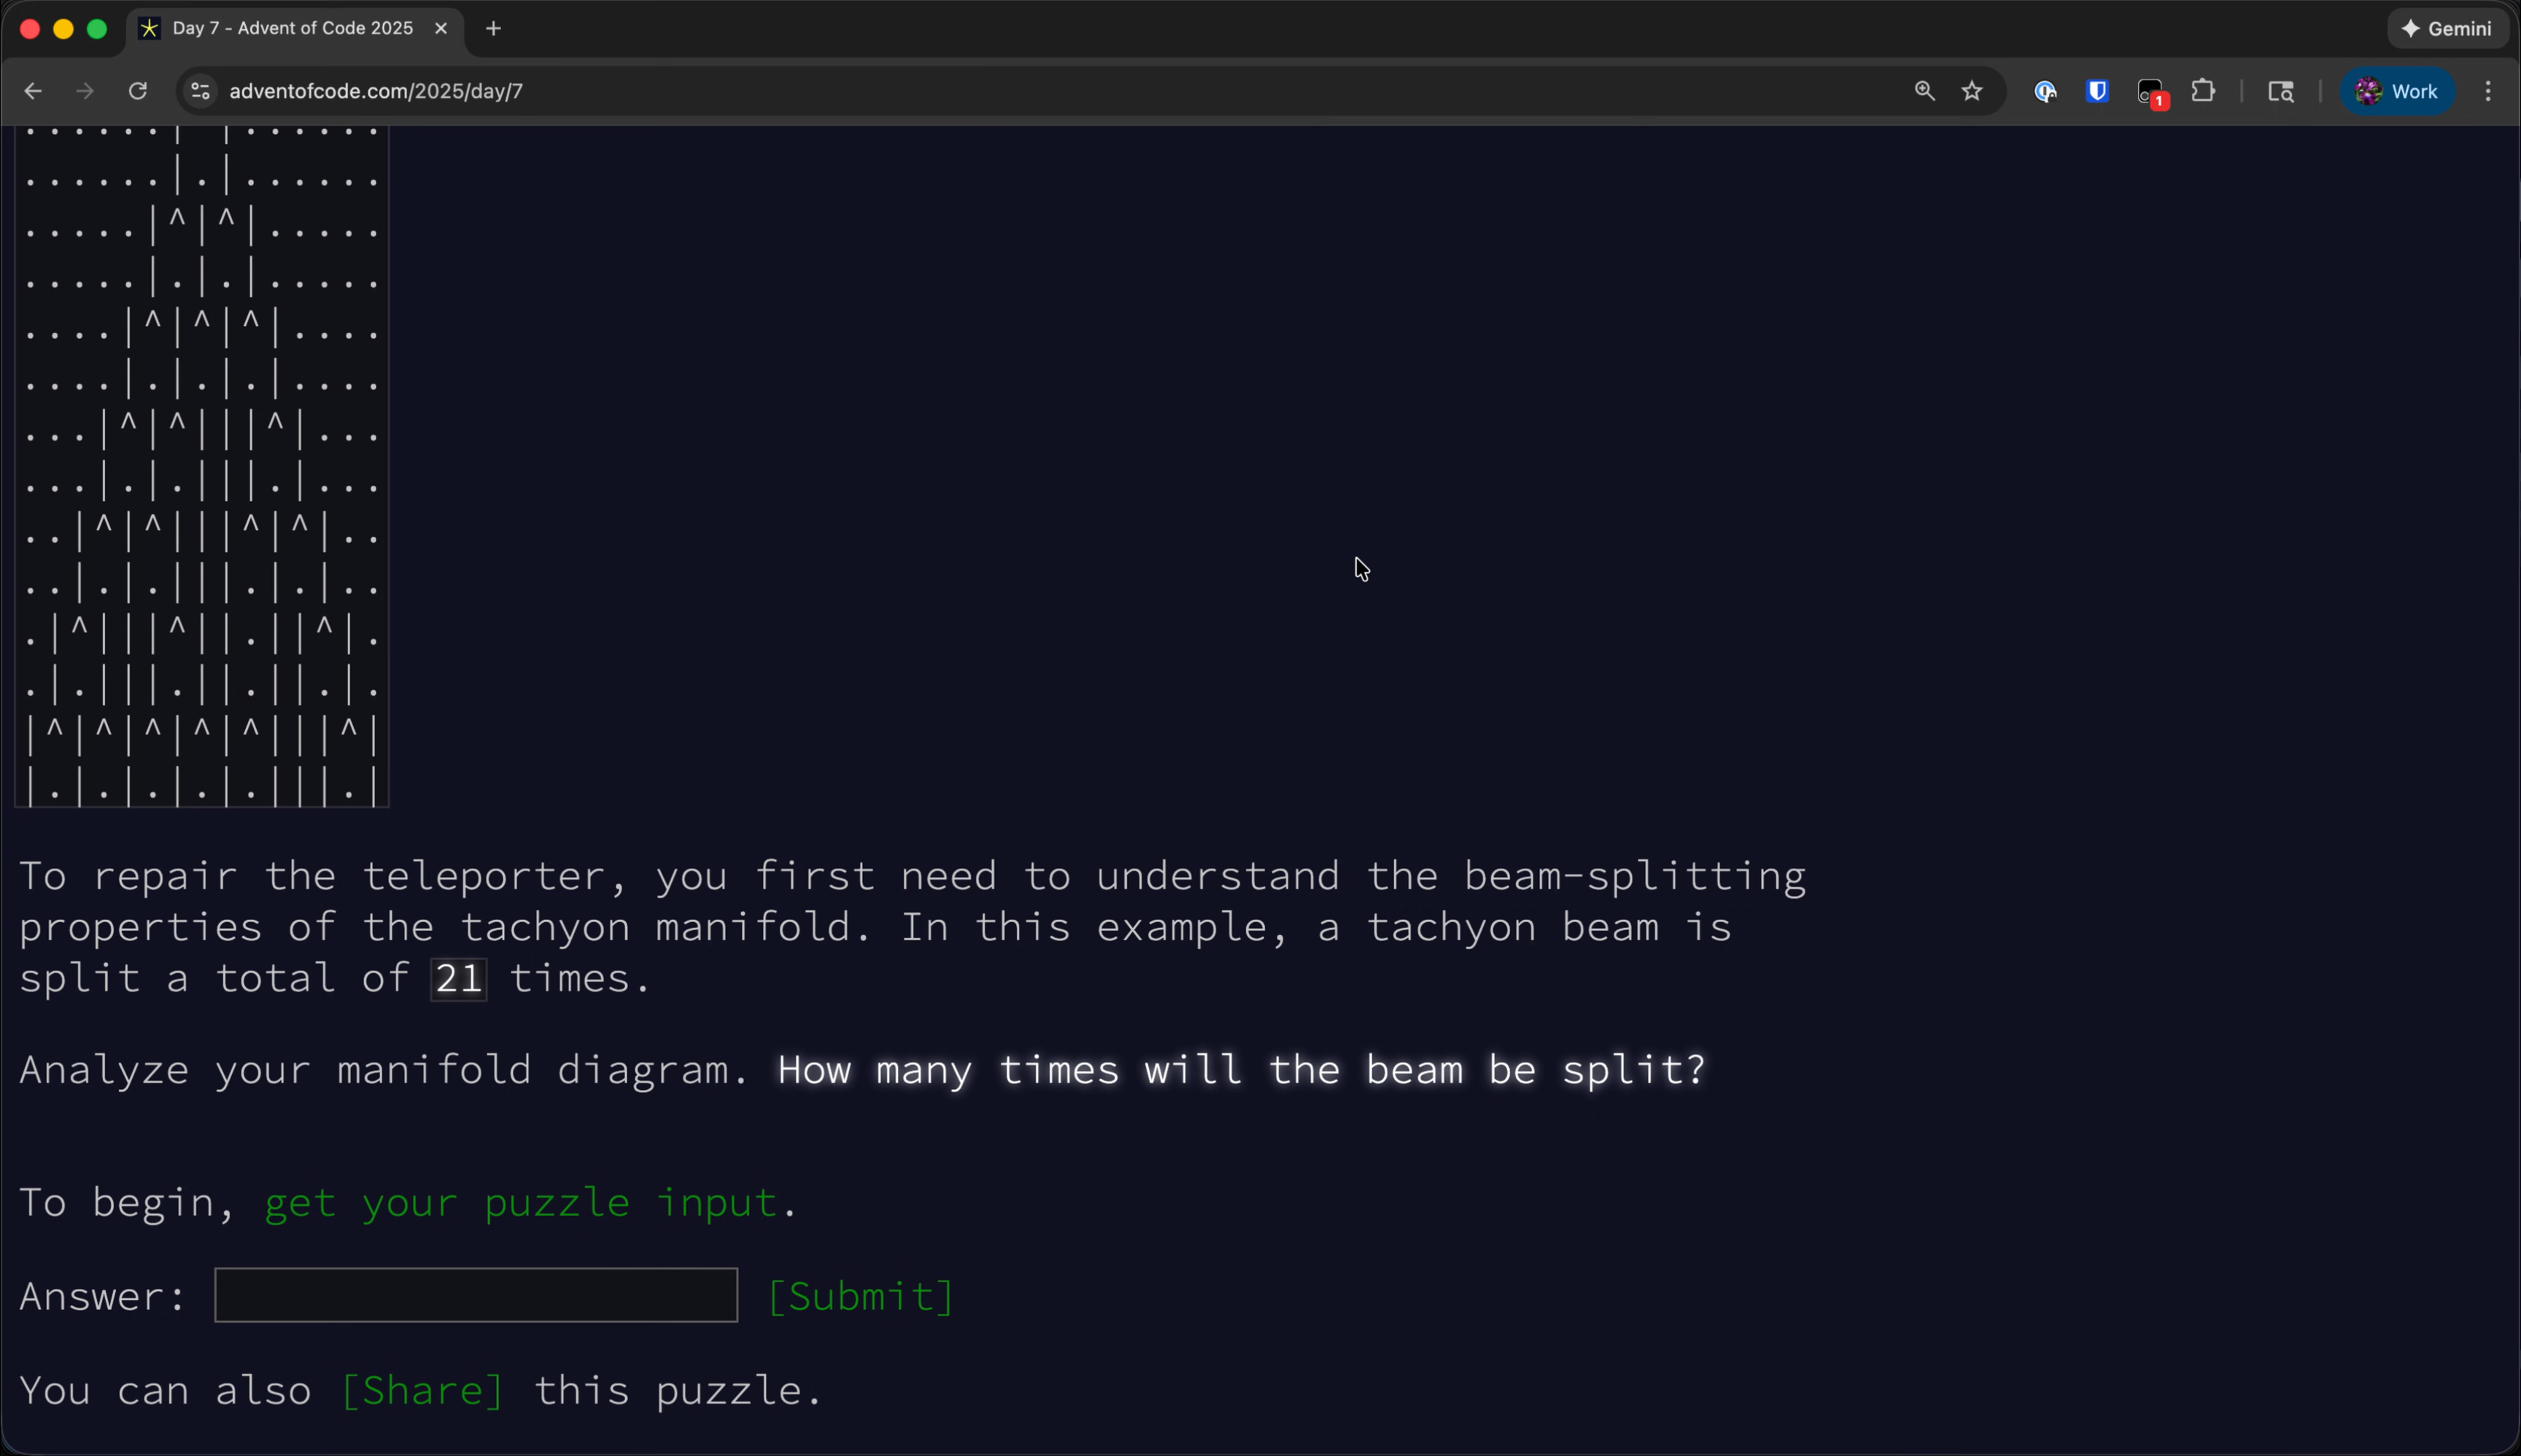 Day 7 - Advent of Code 2025
Gemini
adventofcode.com/2025/day/7
1
Work
......| |......
......|.|......
.....|^|^|.....
.....|.|.|.....
....|^|^|^|....
....|.|.|.|....
...|^|^|||^|...
...|.|.|||.|...
..|^|^|||^|^|..
..|.|.|||.|.|..
.|^|||^||.||^|.
.|.|||.||.||.|.
|^|^|^|^|^|||^|
|.|.|.|.|.|||.|
To repair the teleporter, you first need to understand the beam-splitting
properties of the tachyon manifold. In this example, a tachyon beam is
split a total of 21 times.
Analyze your manifold diagram. How many times will the beam be split?
To begin, get your puzzle input.
Answer: [Submit]
You can also [Share] this puzzle.